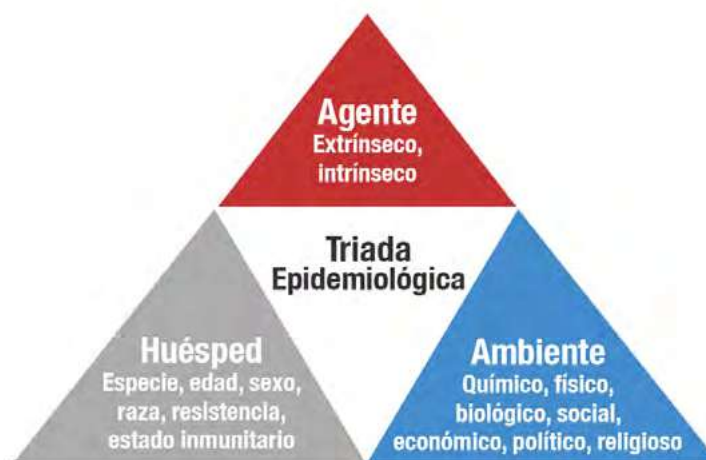 Agente
Extrínseco,
intrínseco
Triada
Epidemiológica
Huésped
Especie, edad, sexo,
raza, resistencia,
estado inmunitario
Ambiente
Químico, físico,
biológico, social,
económico, político, religioso